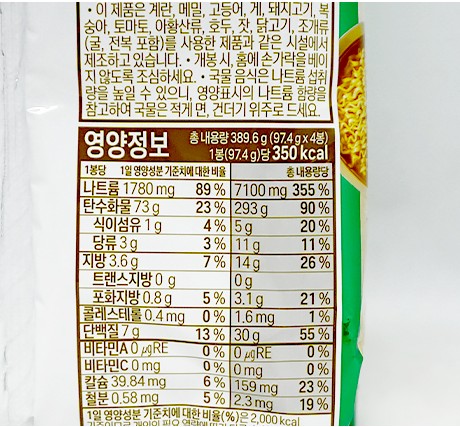 • 이 제품은 계란, 메밀, 고등어, 게, 돼지고기, 복
숭아, 토마토, 아황산류, 호두, 잣, 닭고기, 조개류
(굴, 전복 포함)를 사용한 제품과 같은 시설에서
제조하고 있습니다. • 개봉 시, 홈에 손가락을 베이
지 않도록 조심하세요. • 국물 음식은 나트륨 섭취
량을 높일 수 있으니, 영양표시의 나트륨 함량을
참고하여 국물은 적게 면, 건더기 위주로 드세요.
영양정보 총 내용량 389.6 g (97.4 g x 4봉)
1봉(97.4 g)당 350 kcal
1봉당 1일 영양성분 기준치에 대한 비율 총 내용량당
나트륨 1780 mg 89 % 7100 mg 355 %
탄수화물 73 g 23 % 293 g 90 %
식이섬유 1 g 4 % 5 g 20 %
당류 3 g 3 % 11 g 11 %
지방 3.6 g 7 % 14 g 26 %
트랜스지방 0 g 0 g
포화지방 0.8 g 5 % 3.1 g 21 %
콜레스테롤 0.4 mg 0 % 1.6 mg 1 %
단백질 7 g 13 % 30 g 55 %
비타민A 0 μgRE 0 % 0 μgRE 0 %
비타민C 0 mg 0 % 0 mg 0 %
칼슘 39.84 mg 6 % 159 mg 23 %
철분 0.58 mg 5 % 2.3 mg 19 %
1일 영양성분 기준치에 대한 비율(%)은 2,000 kcal